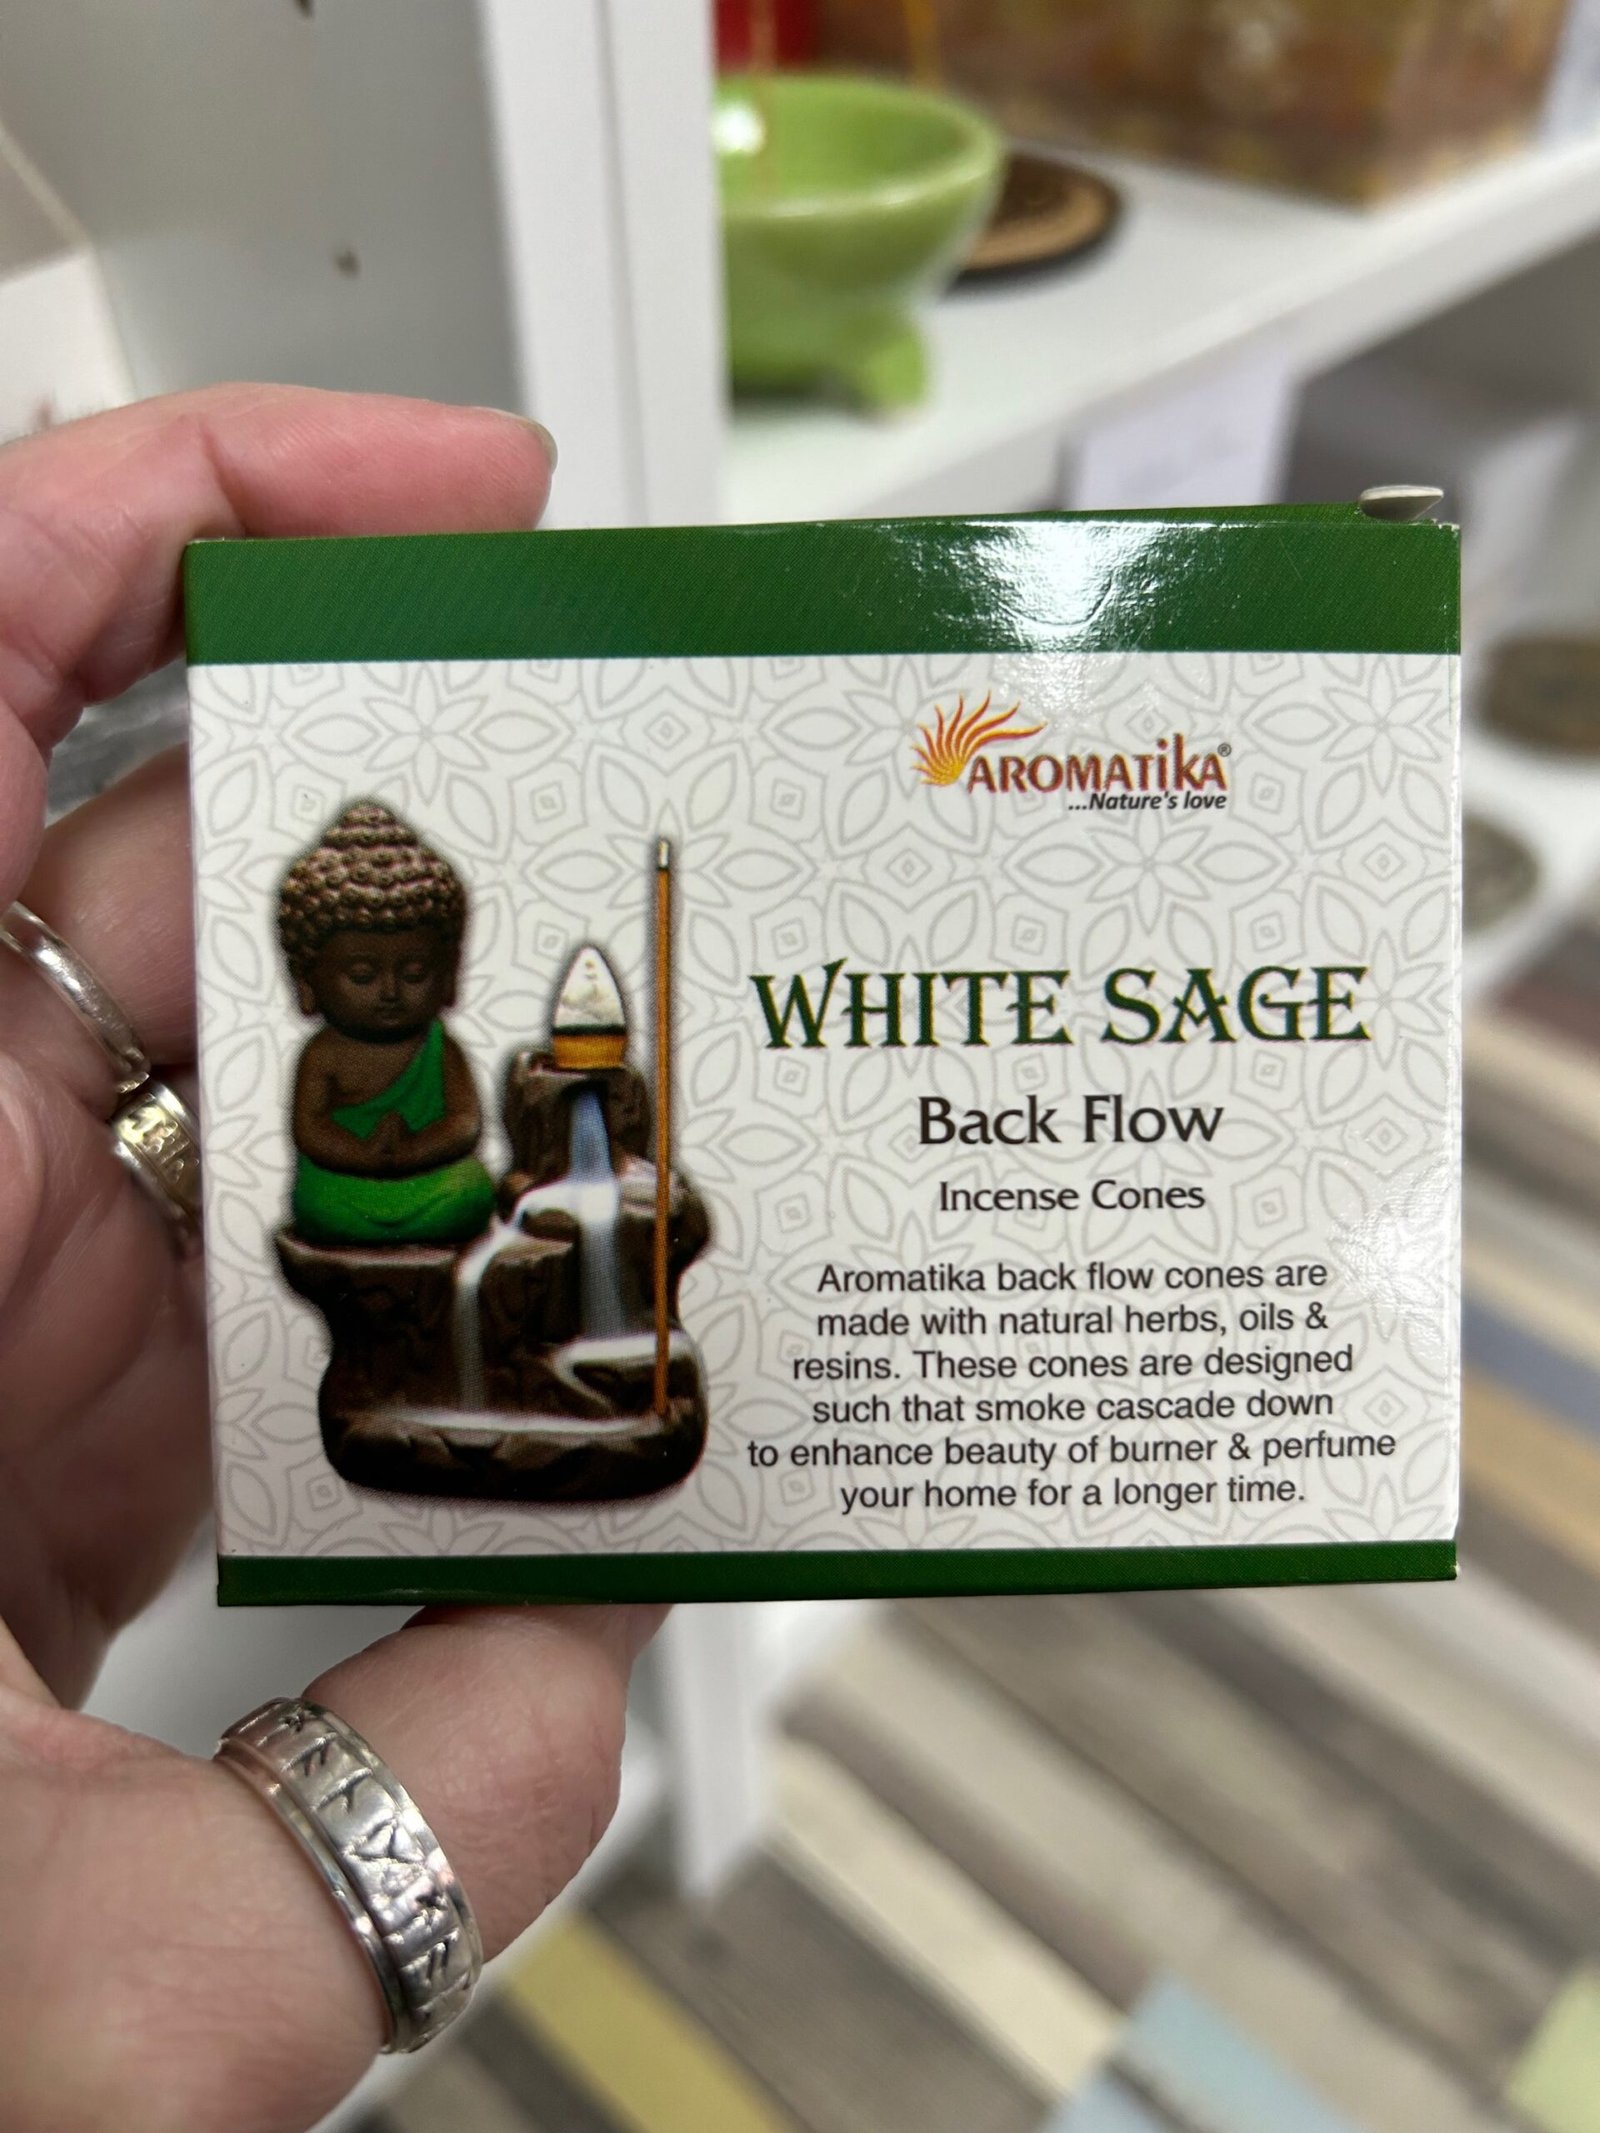 AROMATiKA®
...Nature's love
WHITE SAGE
Back Flow
Incense Cones
Aromatika back flow cones are
made with natural herbs, oils &
resins. These cones are designed
such that smoke cascade down
to enhance beauty of burner & perfume
your home for a longer time.